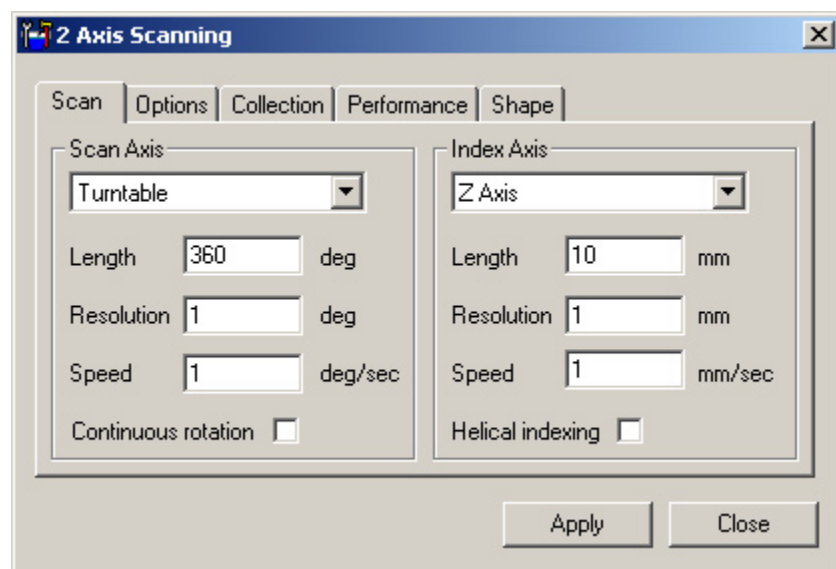 2 Axis Scanning
Scan Options Collection Performance Shape
Scan Axis
Turntable
Length 360 deg
Resolution 1 deg
Speed 1 deg/sec
Continuous rotation
Index Axis
Z Axis
Length 10 mm
Resolution 1 mm
Speed 1 mm/sec
Helical indexing
Apply Close